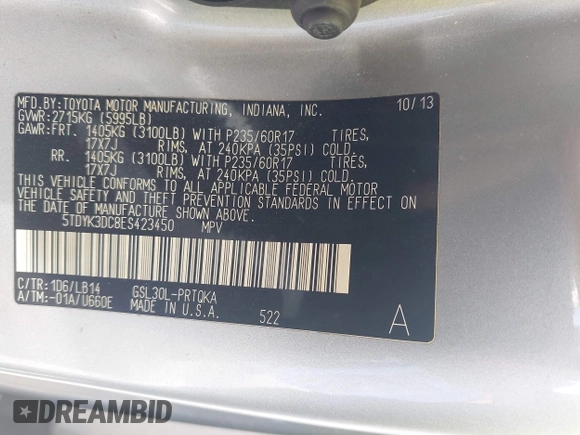 MFD.BY:TOYOTA MOTOR MANUFACTURING, INDIANA, INC. 10/13
GVWR:2715KG (5995LB)
GAWR:FRT. 1405KG (3100LB) WITH P235/60R17 TIRES,
17X7J RIMS, AT 240KPA (35PSI) COLD.
RR. 1405KG (3100LB) WITH P235/60R17 TIRES,
17X7J RIMS, AT 240KPA (35PSI) COLD.
THIS VEHICLE CONFORMS TO ALL APPLICABLE FEDERAL MOTOR
VEHICLE SAFETY AND THEFT PREVENTION STANDARDS IN EFFECT ON
THE DATE OF MANUFACTURE SHOWN ABOVE.
5TDYK3DC8ES423450 MPV
C/TR:1D6/LB14 GSL30L-PRTQKA
A/TM:-01A/U660E MADE IN U.S.A.
522 A
DREAMBID